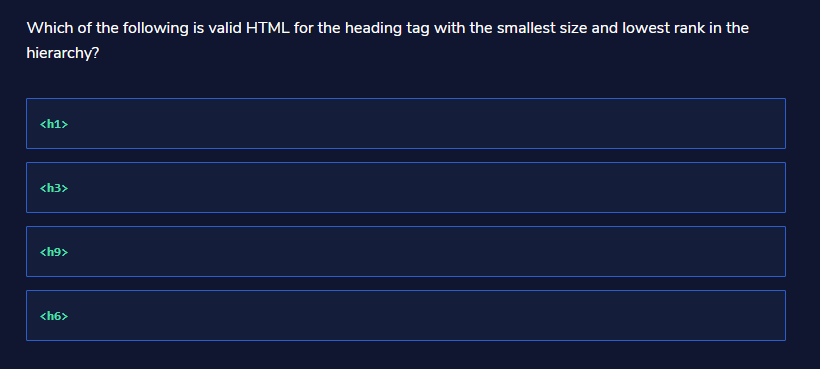 Which of the following is valid HTML for the heading tag with the smallest size and lowest rank in the
hierarchy?
<h1>
<h3>
<h9>
<h6>